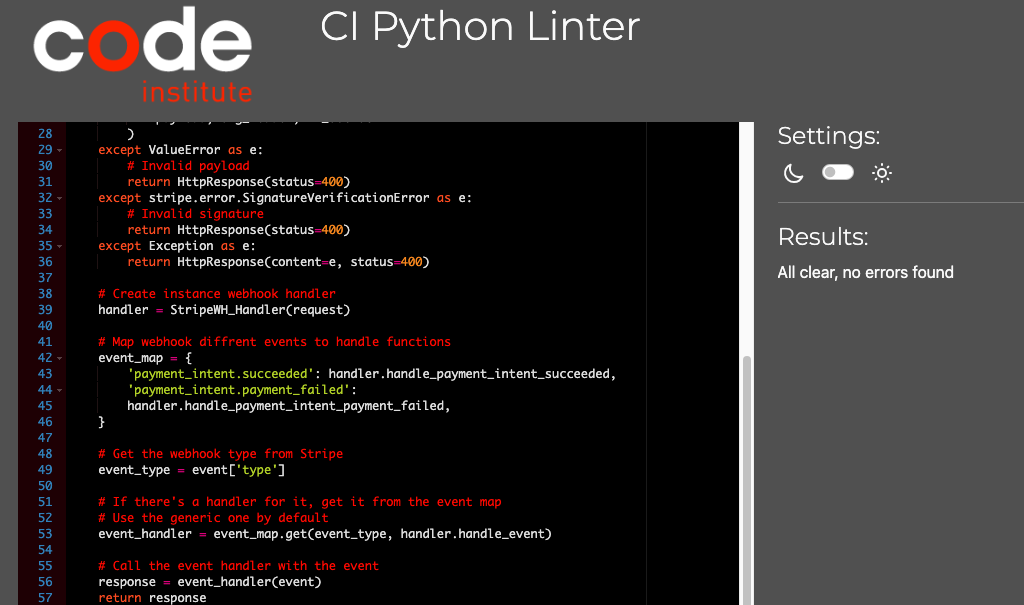 code
institute
CI Python Linter
28 )
29 except ValueError as e:
30 # Invalid payload
31 return HttpResponse(status=400)
32 except stripe.error.SignatureVerificationError as e:
33 # Invalid signature
34 return HttpResponse(status=400)
35 except Exception as e:
36 return HttpResponse(content=e, status=400)
37
38 # Create instance webhook handler
39 handler = StripeWH_Handler(request)
40
41 # Map webhook diffrent events to handle functions
42 event_map = {
43 'payment_intent.succeeded': handler.handle_payment_intent_succeeded,
44 'payment_intent.payment_failed':
45 handler.handle_payment_intent_payment_failed,
46 }
47
48 # Get the webhook type from Stripe
49 event_type = event['type']
50
51 # If there's a handler for it, get it from the event map
52 # Use the generic one by default
53 event_handler = event_map.get(event_type, handler.handle_event)
54
55 # Call the event handler with the event
56 response = event_handler(event)
57 return response
Settings:
Results:
All clear, no errors found